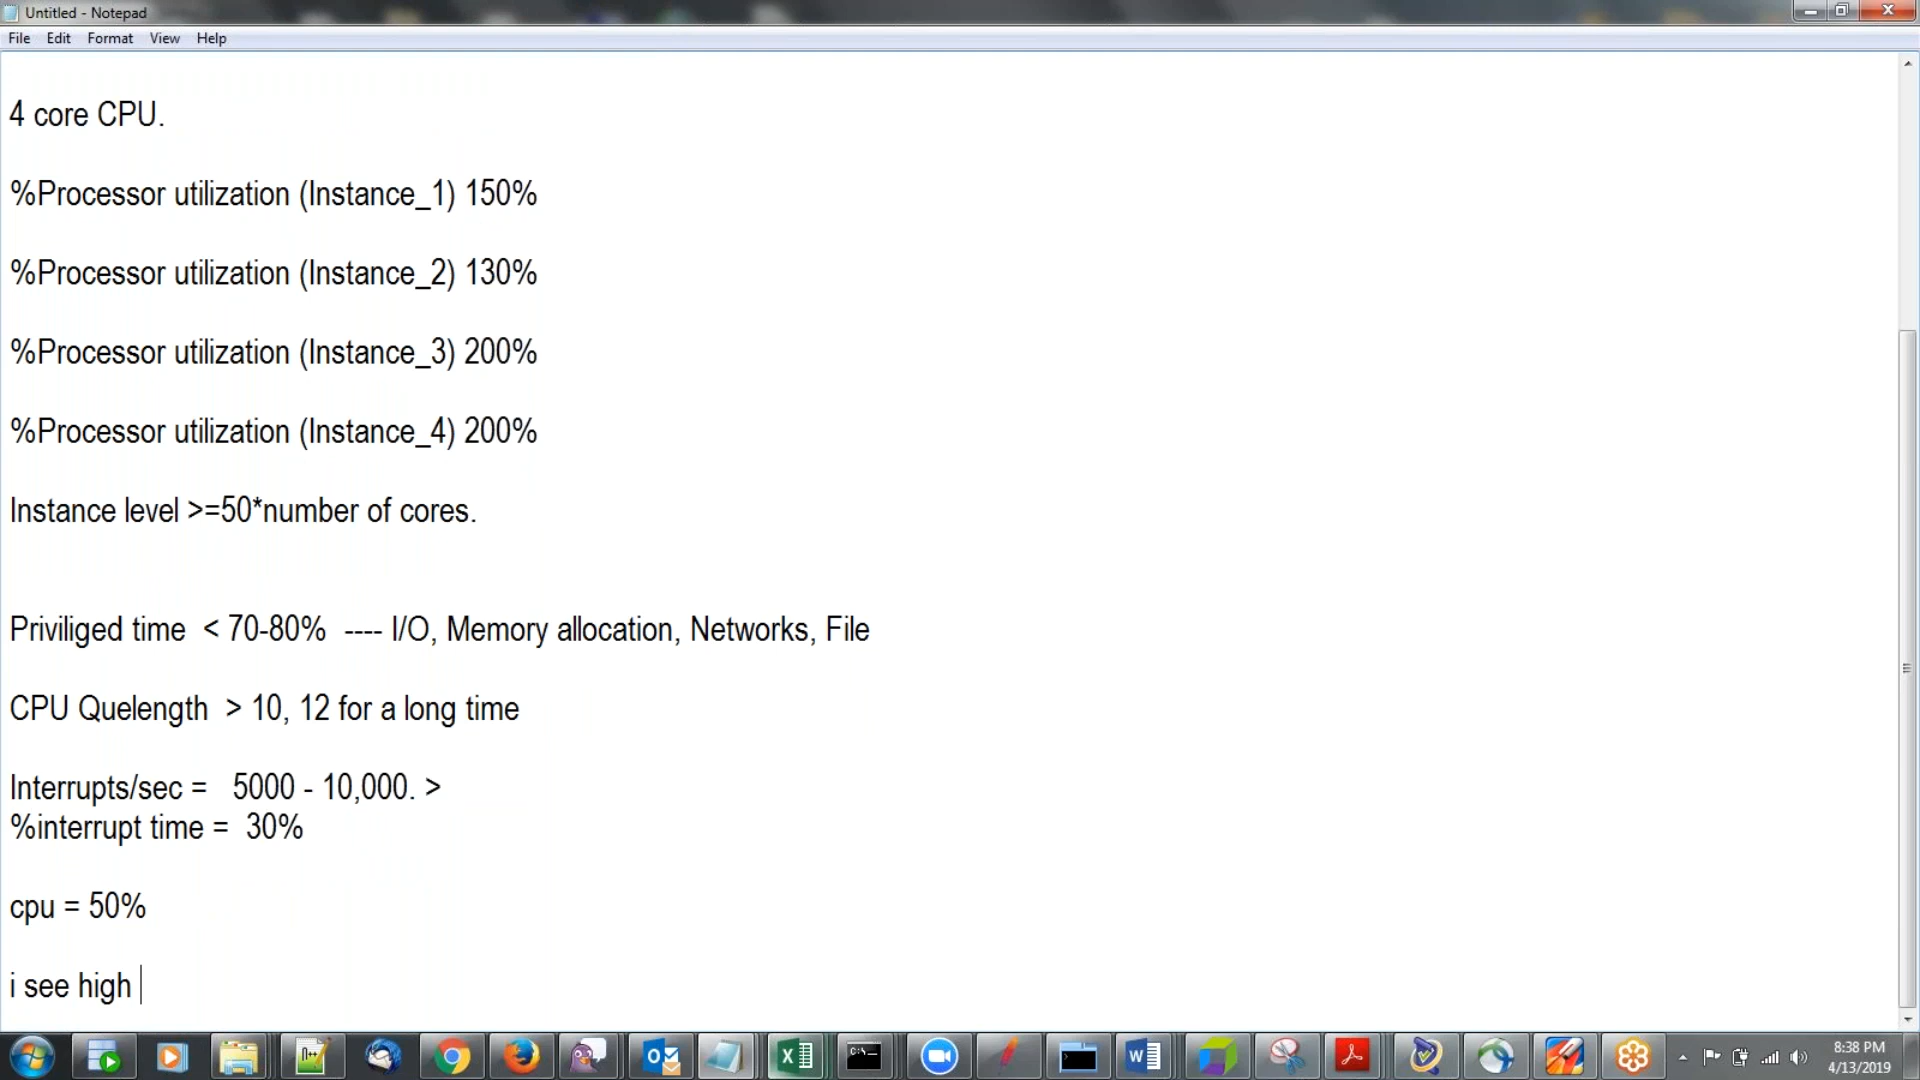 Untitled - Notepad
File Edit Format View Help
4 core CPU.
%Processor utilization (Instance_1) 150%
%Processor utilization (Instance_2) 130%
%Processor utilization (Instance_3) 200%
%Processor utilization (Instance_4) 200%
Instance level >=50*number of cores.
Priviliged time < 70-80% ---- I/O, Memory allocation, Networks, File
CPU Quelength > 10, 12 for a long time
Interrupts/sec = 5000 - 10,000. >
%interrupt time = 30%
cpu = 50%
i see high
8:38 PM
4/13/2019